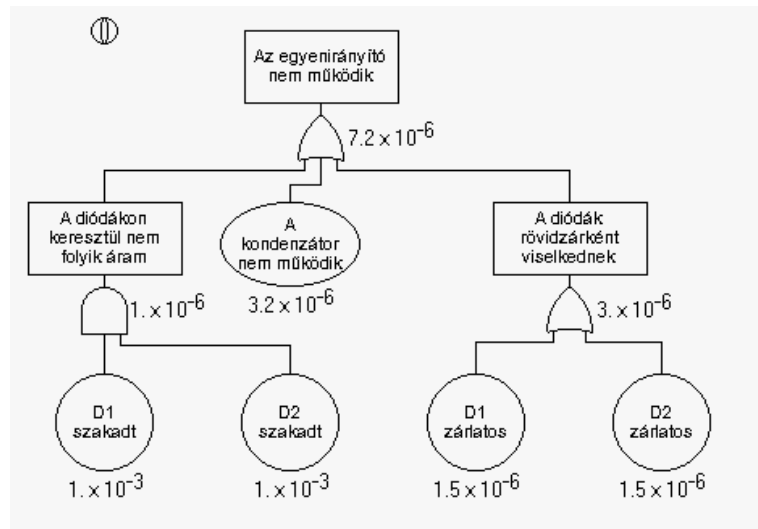 Az egyenirányító
nem működik
7.2 x 10⁻⁶
A diódákon
keresztül nem
folyik áram
1. x 10⁻⁶
A
kondenzátor
nem működik
3.2 x 10⁻⁶
A diódák
rövidzárként
viselkednek
3. x 10⁻⁶
D1
szakadt
1. x 10⁻³
D2
szakadt
1. x 10⁻³
D1
zárlatos
1.5 x 10⁻⁶
D2
zárlatos
1.5 x 10⁻⁶